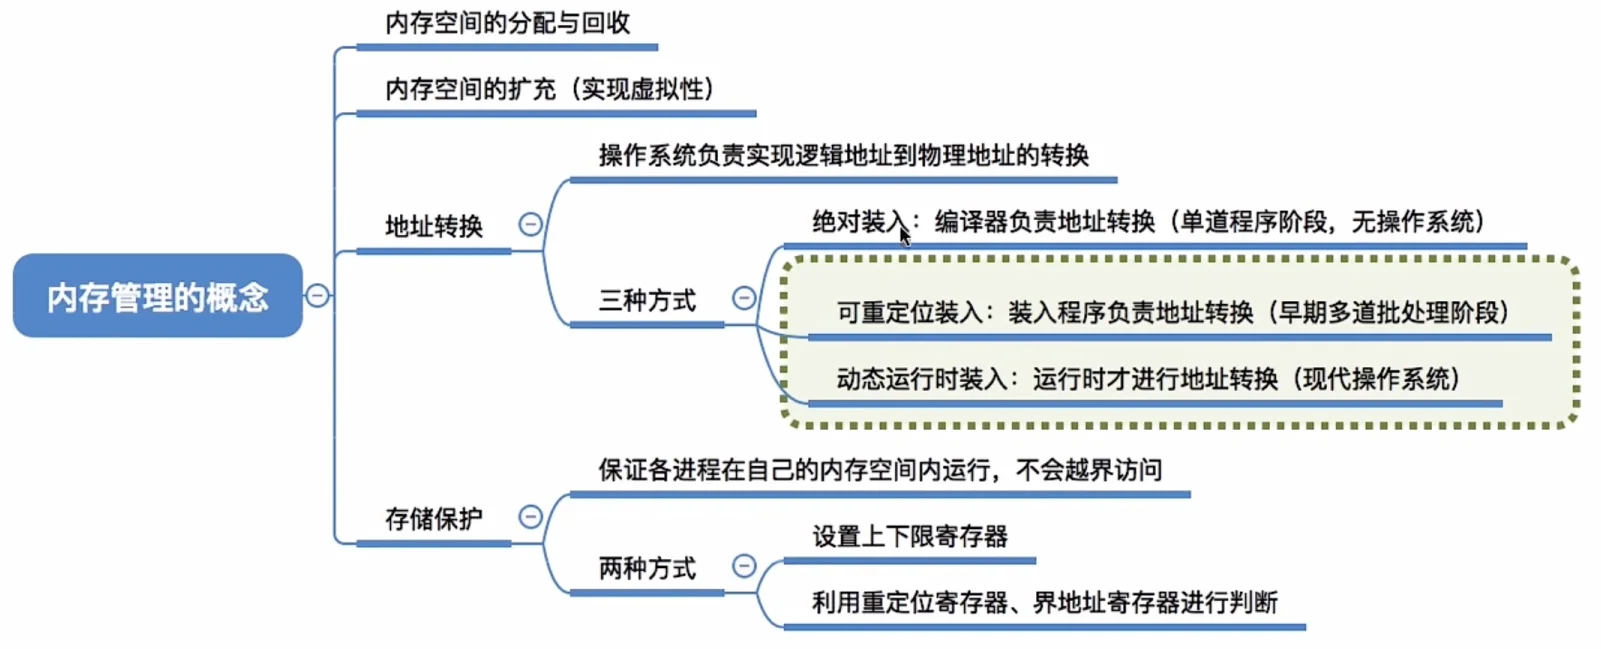 内存空间的分配与回收
内存空间的扩充（实现虚拟性）
操作系统负责实现逻辑地址到物理地址的转换
绝对装入：编译器负责地址转换（单道程序阶段，无操作系统）
地址转换
内存管理的概念
三种方式
可重定位装入：装入程序负责地址转换（早期多道批处理阶段）
动态运行时装入：运行时才进行地址转换（现代操作系统）
保证各进程在自己的内存空间内运行，不会越界访问
存储保护
设置上下限寄存器
两种方式
利用重定位寄存器、界地址寄存器进行判断